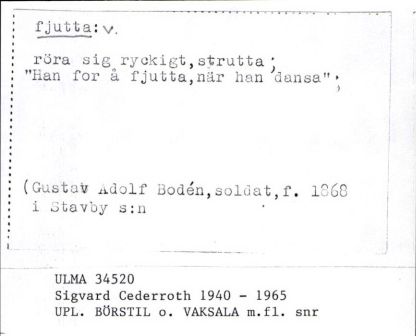 fjutta: v.
röra sig ryckigt, strutta;
"Han for å fjutta, när han dansa";
(Gustav Adolf Bodén, soldat, f. 1868
i Stavby s:n
ULMA 34520
Sigvard Cederroth 1940 - 1965
UPL. BÖRSTIL o. VAKSALA m.fl. snr